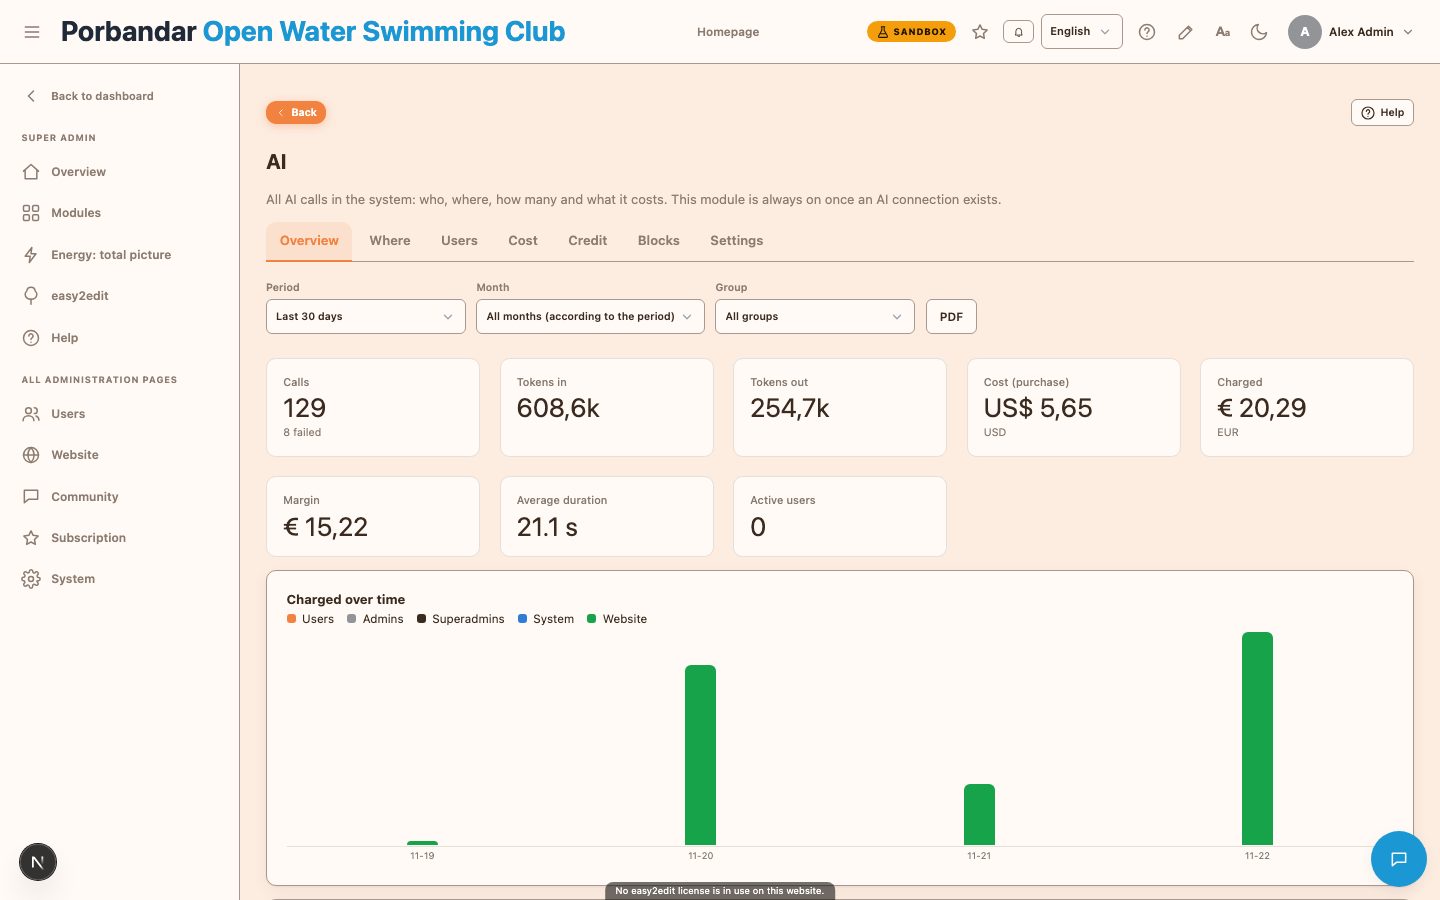 Porbandar Open Water Swimming Club
Homepage
SANDBOX
English
Aa
A
Alex Admin
Back to dashboard
SUPER ADMIN
Overview
Modules
Energy: total picture
easy2edit
Help
ALL ADMINISTRATION PAGES
Users
Website
Community
Subscription
System
N
Back
Help
AI
All AI calls in the system: who, where, how many and what it costs. This module is always on once an AI connection exists.
Overview Where Users Cost Credit Blocks Settings
Period
Last 30 days
Month
All months (according to the period)
Group
All groups
PDF
Calls
129
8 failed
Tokens in
608,6k
Tokens out
254,7k
Cost (purchase)
US$ 5,65
USD
Charged
€ 20,29
EUR
Margin
€ 15,22
Average duration
21.1 s
Active users
0
Charged over time
Users Admins Superadmins System Website
11-19 11-20 11-21 11-22
No easy2edit license is in use on this website.